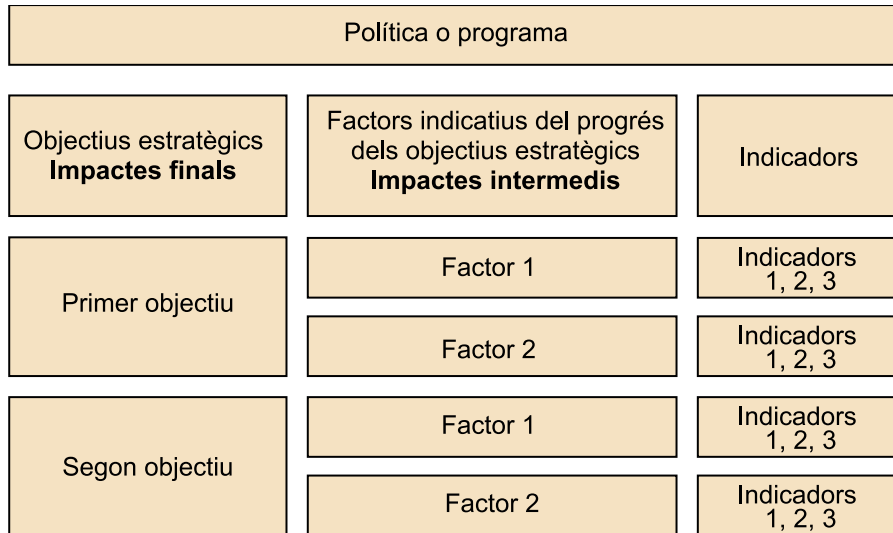 Política o programa
Objectius estratègics
Impactes finals
Factors indicatius del progrés
dels objectius estratègics
Impactes intermedis
Indicadors
Primer objectiu
Factor 1
Indicadors
1, 2, 3
Factor 2
Indicadors
1, 2, 3
Segon objectiu
Factor 1
Indicadors
1, 2, 3
Factor 2
Indicadors
1, 2, 3